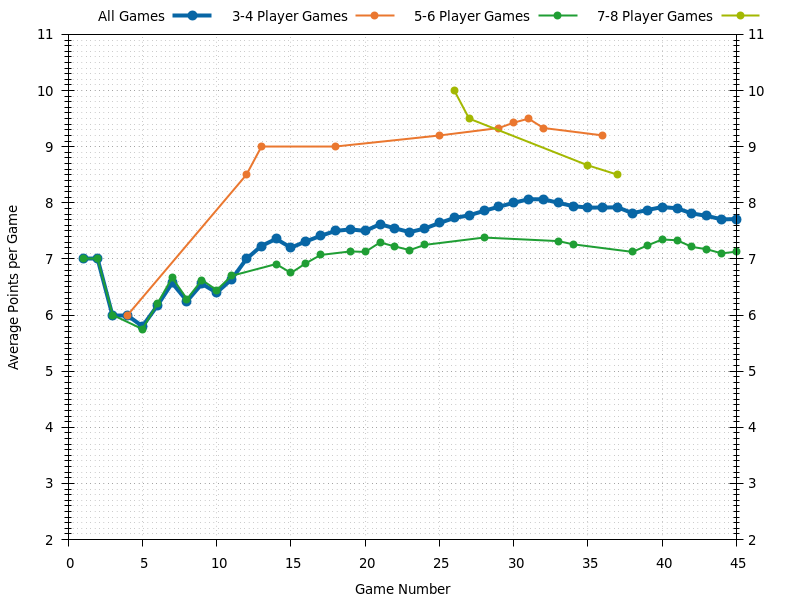 All Games 3-4 Player Games 5-6 Player Games 7-8 Player Games
11 11
10 10
9 9
8 8
7 7
6 6
5 5
4 4
3 3
2 2
0 5 10 15 20 25 30 35 40 45
Average Points per Game
Game Number